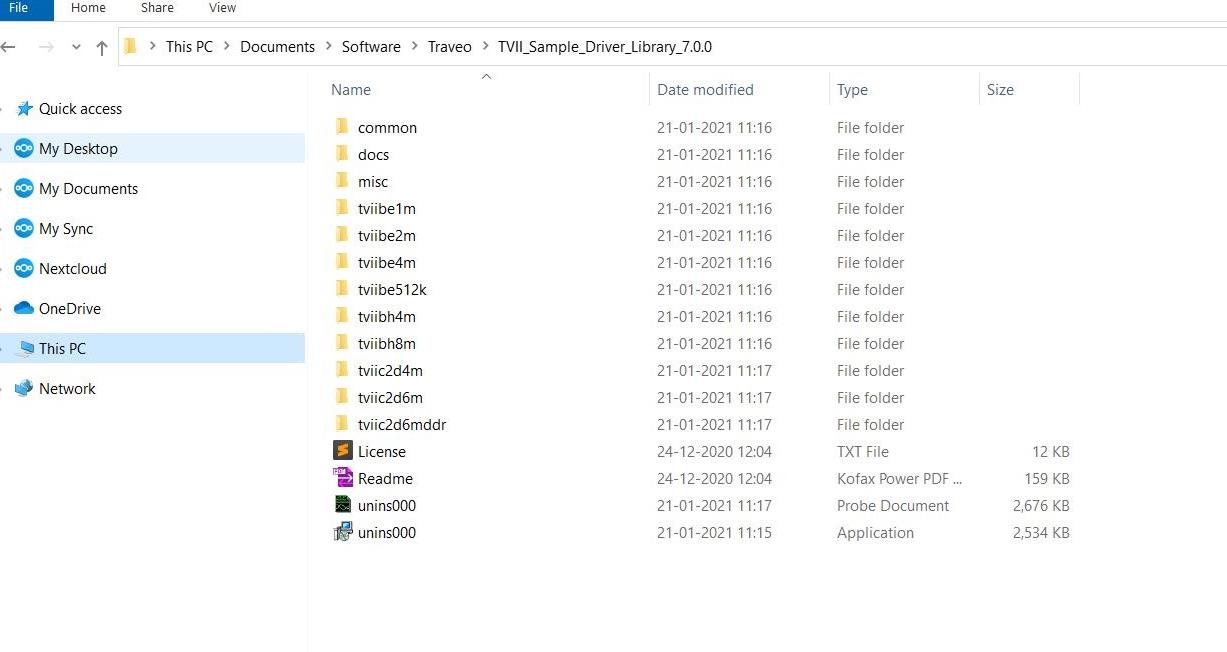 File Home Share View
This PC > Documents > Software > Traveo > TVII_Sample_Driver_Library_7.0.0
Name Date modified Type Size
Quick access
My Desktop
My Documents
My Sync
Nextcloud
OneDrive
This PC
Network
common 21-01-2021 11:16 File folder
docs 21-01-2021 11:16 File folder
misc 21-01-2021 11:16 File folder
tviibe1m 21-01-2021 11:16 File folder
tviibe2m 21-01-2021 11:16 File folder
tviibe4m 21-01-2021 11:16 File folder
tviibe512k 21-01-2021 11:16 File folder
tviibh4m 21-01-2021 11:16 File folder
tviibh8m 21-01-2021 11:16 File folder
tviic2d4m 21-01-2021 11:17 File folder
tviic2d6m 21-01-2021 11:17 File folder
tviic2d6mddr 21-01-2021 11:17 File folder
License 24-12-2020 12:04 TXT File 12 KB
Readme 24-12-2020 12:04 Kofax Power PDF ... 159 KB
unins000 21-01-2021 11:17 Probe Document 2,676 KB
unins000 21-01-2021 11:15 Application 2,534 KB